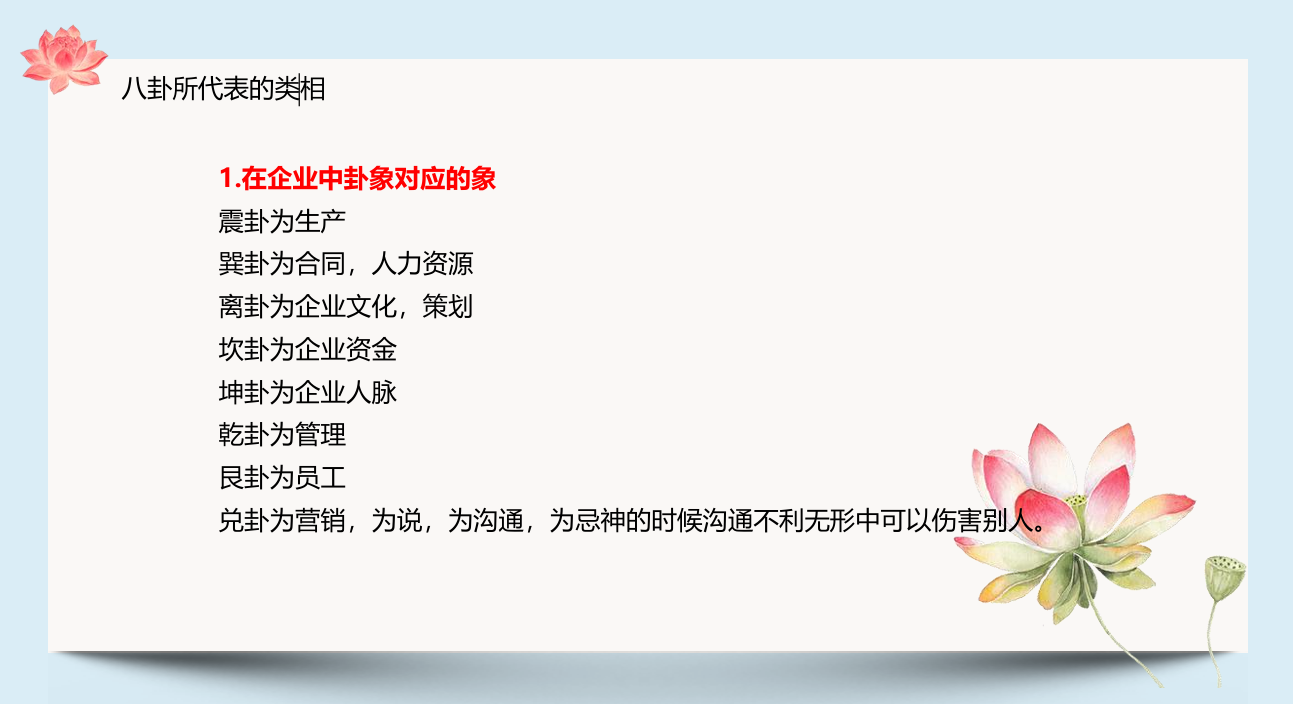 八卦所代表的类相
1.在企业中卦象对应的象
震卦为生产
巽卦为合同，人力资源
离卦为企业文化，策划
坎卦为企业资金
坤卦为企业人脉
乾卦为管理
艮卦为员工
兑卦为营销，为说，为沟通，为忌神的时候沟通不利无形中可以伤害别人。